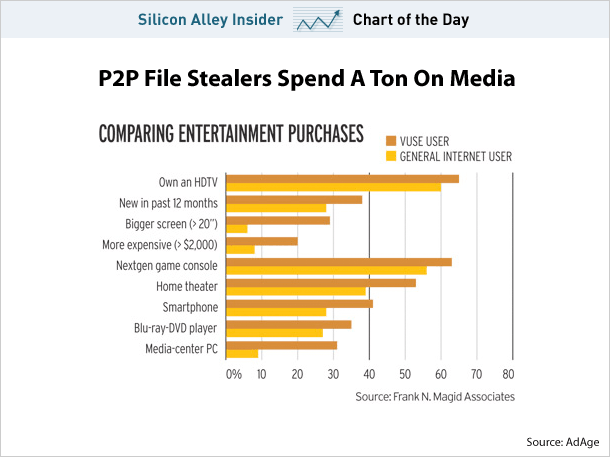 Silicon Alley Insider Chart of the Day
P2P File Stealers Spend A Ton On Media
COMPARING ENTERTAINMENT PURCHASES
VUSE USER
GENERAL INTERNET USER
Own an HDTV
New in past 12 months
Bigger screen (> 20")
More expensive (> $2,000)
Nextgen game console
Home theater
Smartphone
Blu-ray-DVD player
Media-center PC
0% 10 20 30 40 50 60 70 80
Source: Frank N. Magid Associates
Source: AdAge